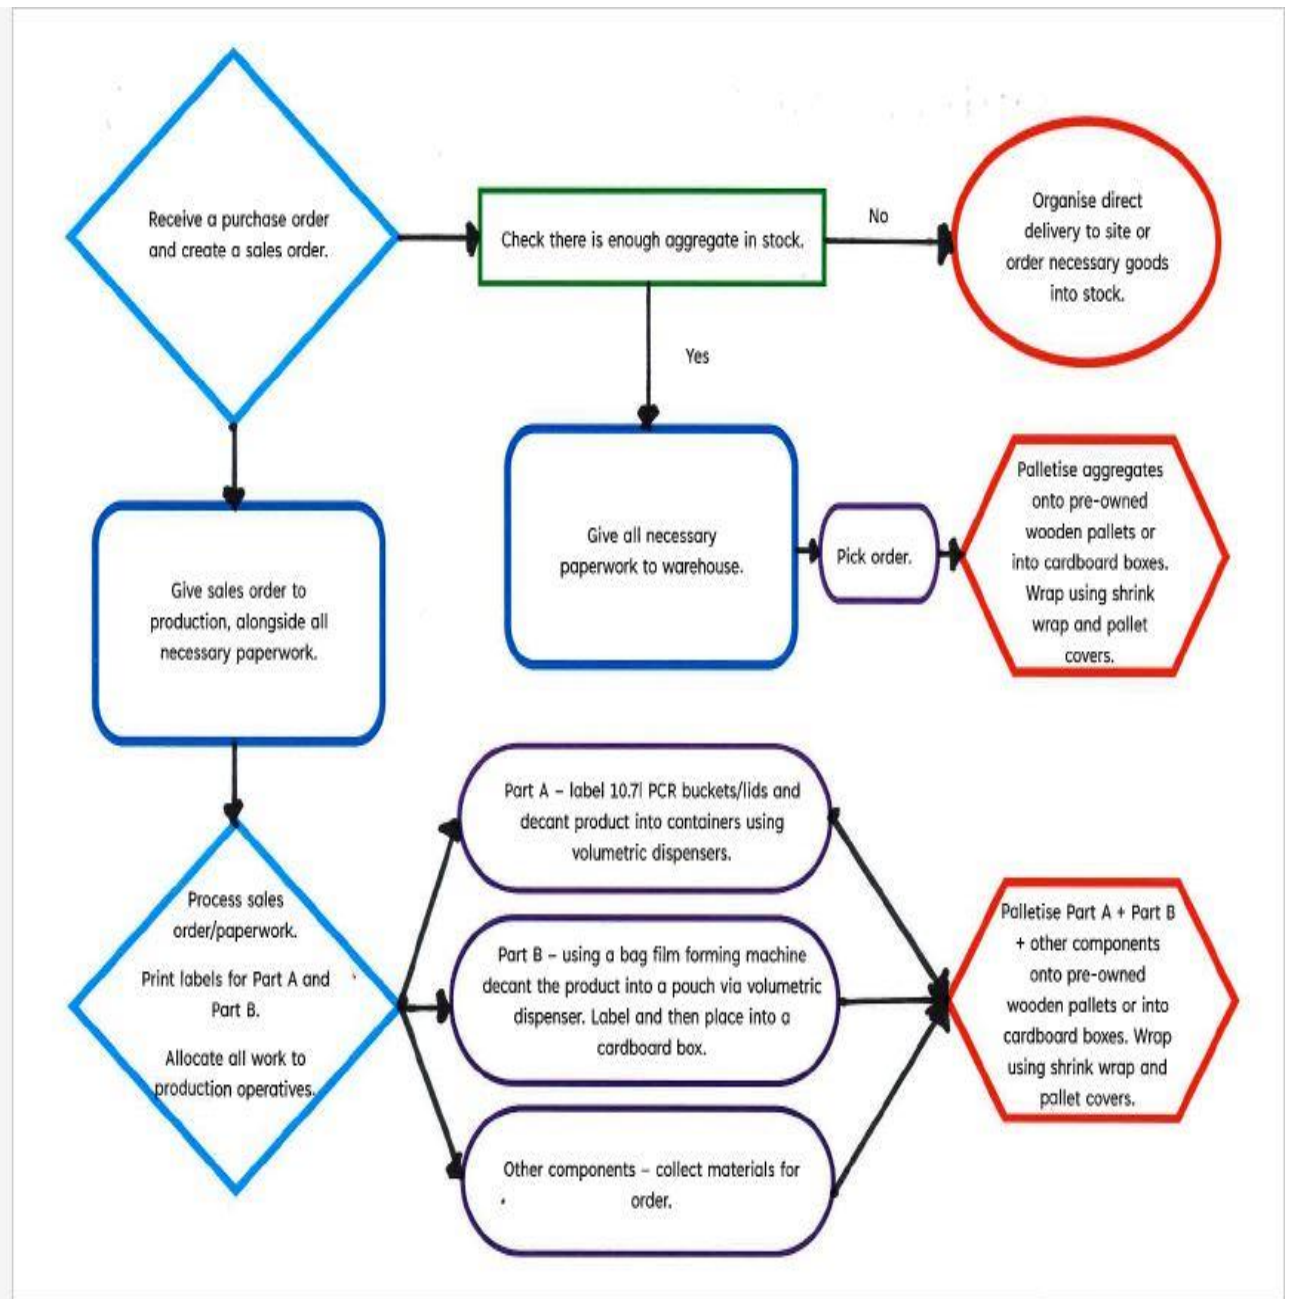 Receive a purchase order
and create a sales order.
Check there is enough aggregate in stock.
No
Organise direct
delivery to site or
order necessary goods
into stock.
Yes
Give all necessary
paperwork to warehouse.
Pick order.
Palletise aggregates
onto pre-owned
wooden pallets or
into cardboard boxes.
Wrap using shrink
wrap and pallet
covers.
Give sales order to
production, alongside all
necessary paperwork.
Process sales
order/paperwork.
Print labels for Part A and
Part B.
Allocate all work to
production operatives.
Part A – label 10.7l PCR buckets/lids and
decant product into containers using
volumetric dispensers.
Part B – using a bag film forming machine
decant the product into a pouch via volumetric
dispenser. Label and then place into a
cardboard box.
Other components – collect materials for
order.
Palletise Part A + Part B
+ other components
onto pre-owned
wooden pallets or into
cardboard boxes. Wrap
using shrink wrap and
pallet covers.